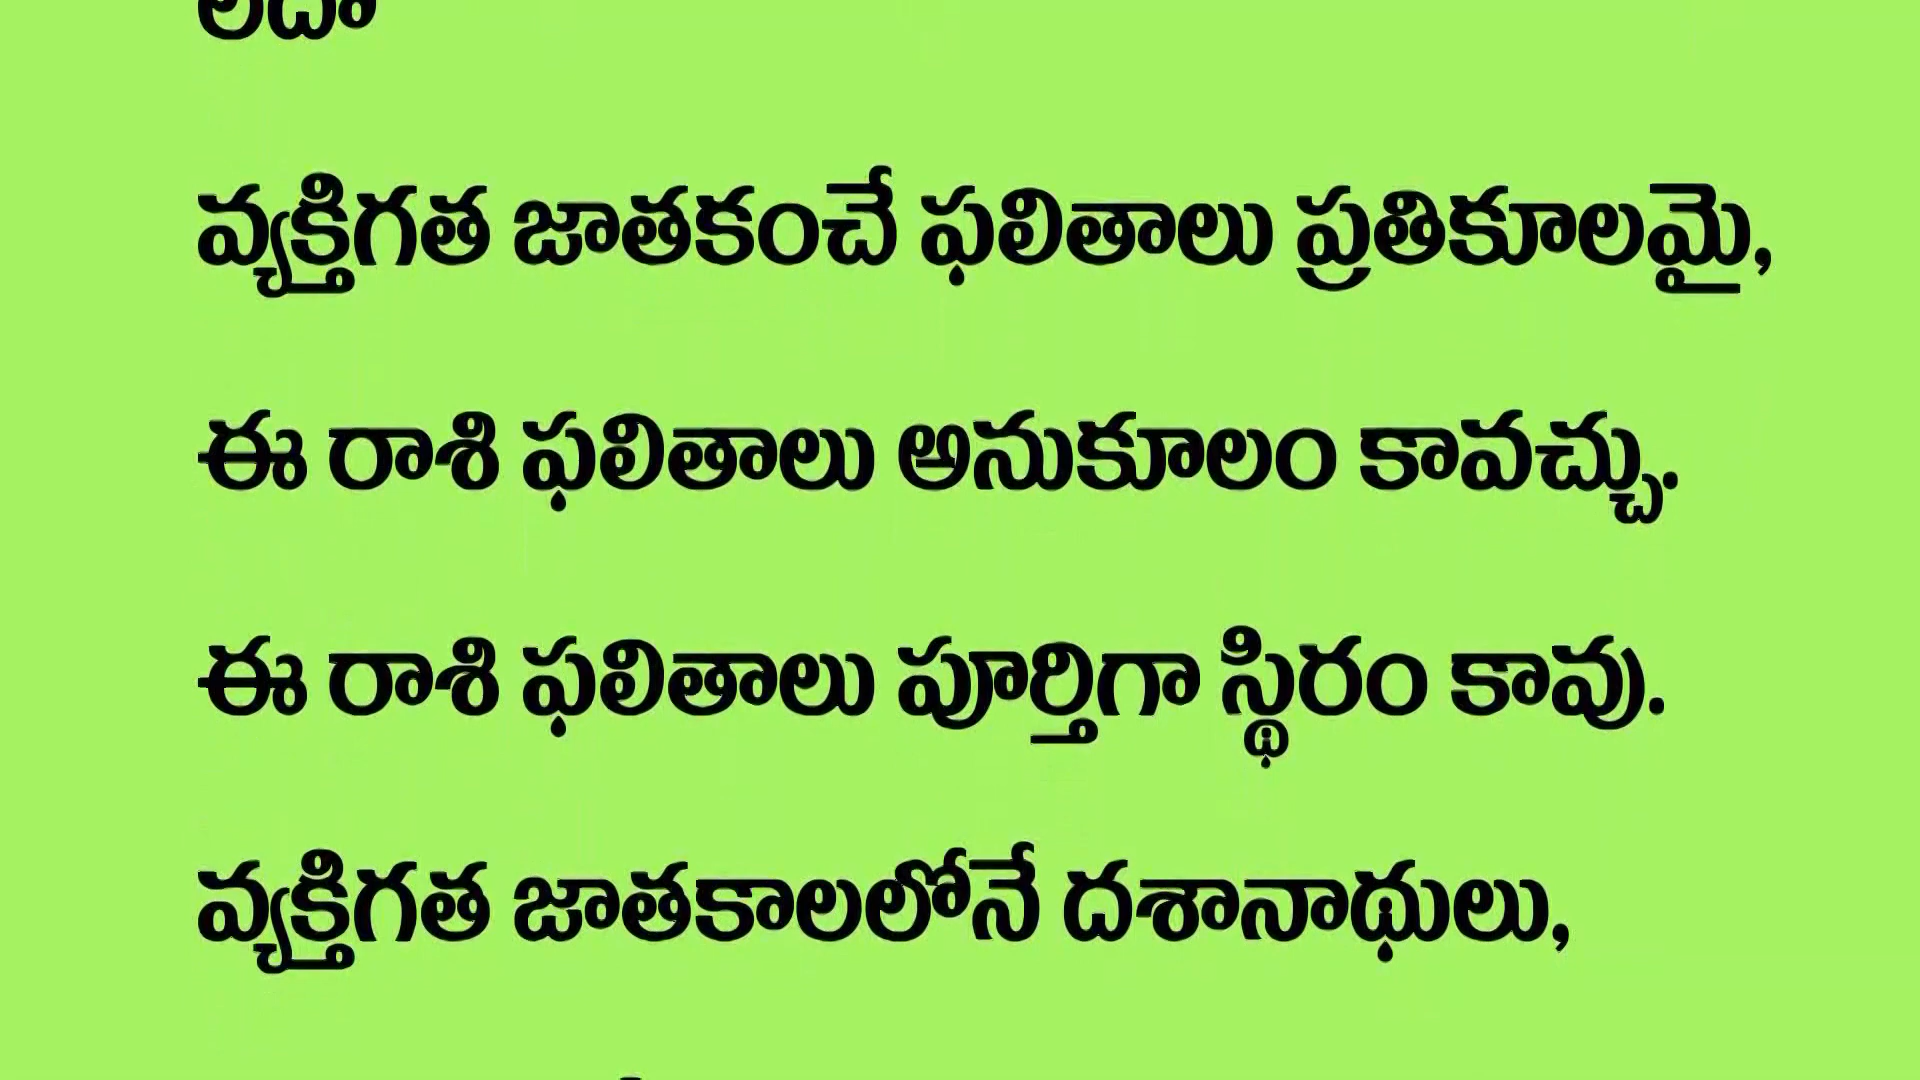 వ్యక్తిగత జాతకంచే ఫలితాలు ప్రతికూలమై,
ఈ రాశి ఫలితాలు అనుకూలం కావచ్చు.
ఈ రాశి ఫలితాలు పూర్తిగా స్థిరం కావు.
వ్యక్తిగత జాతకాలలోనే దశానాథులు,